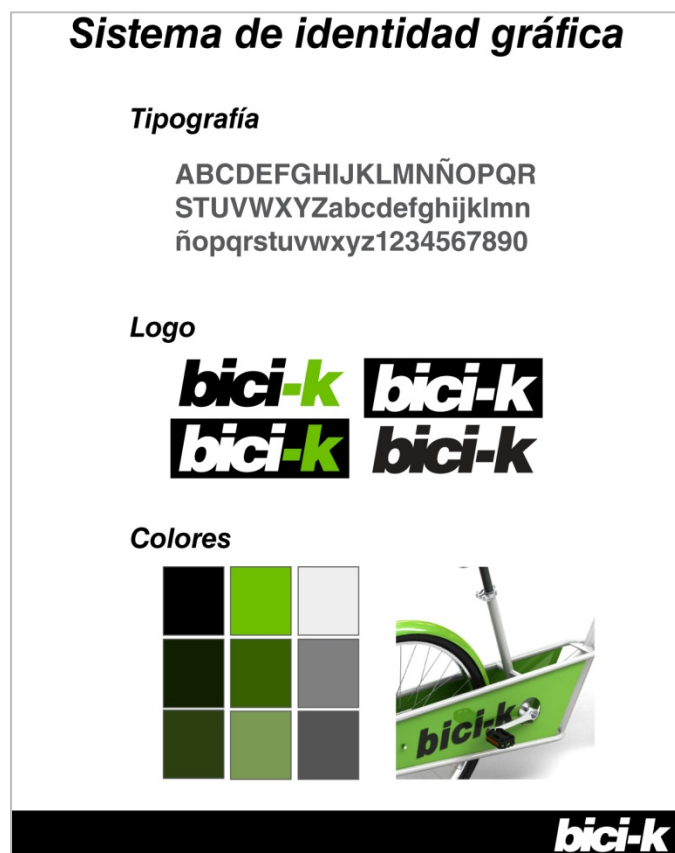 Sistema de identidad gráfica
Tipografía
ABCDEFGHIJKLMNÑOPQR
STUVWXYZabcdefghijklmn
ñopqrstuvwxyz1234567890
Logo
bici-k bici-k
bici-k bici-k
Colores
bici-k
bici-k